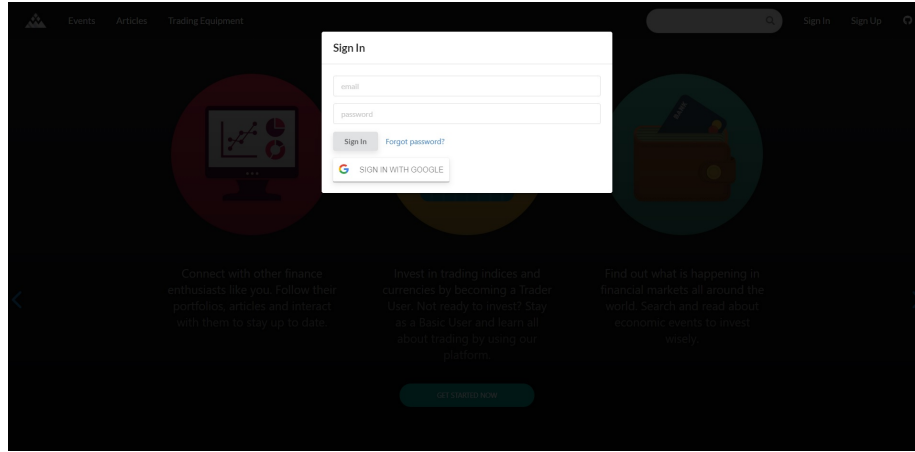 Events Articles Trading Equipment Sign In Sign Up
Sign In
email
password
Sign In Forgot password?
SIGN IN WITH GOOGLE
BANK
Connect with other finance
enthusiasts like you. Follow their
portfolios, articles and interact
with them to stay up to date.
Invest in trading indices and
currencies by becoming a Trader
User. Not ready to invest? Stay
as a Basic User and learn all
about trading by using our
platform.
Find out what is happening in
financial markets all around the
world. Search and read about
economic events to invest
wisely.
GET STARTED NOW